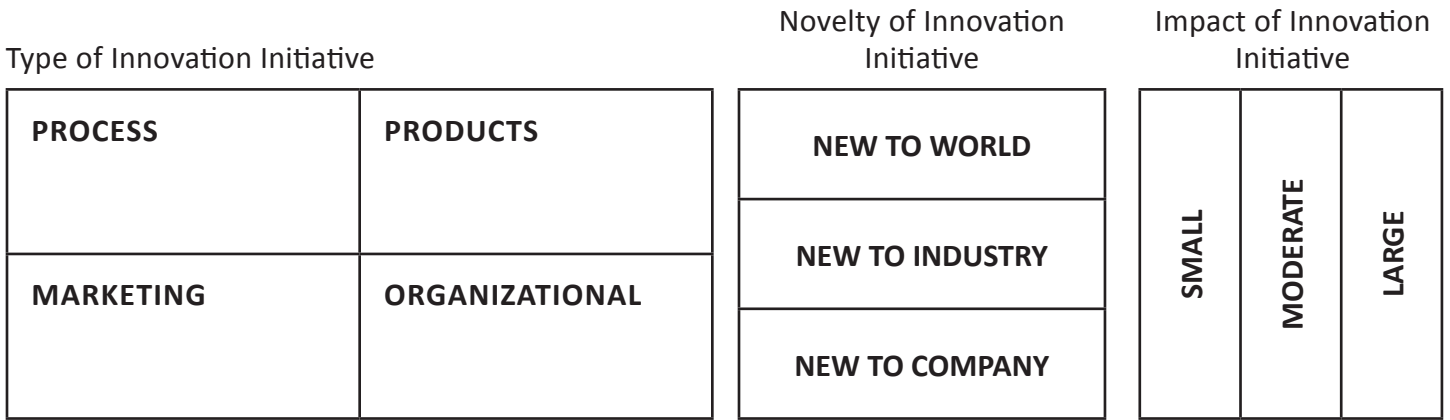 Type of Innovation Initiative
Novelty of Innovation
Initiative
Impact of Innovation
Initiative
PROCESS
PRODUCTS
MARKETING
ORGANIZATIONAL
NEW TO WORLD
NEW TO INDUSTRY
NEW TO COMPANY
SMALL
MODERATE
LARGE